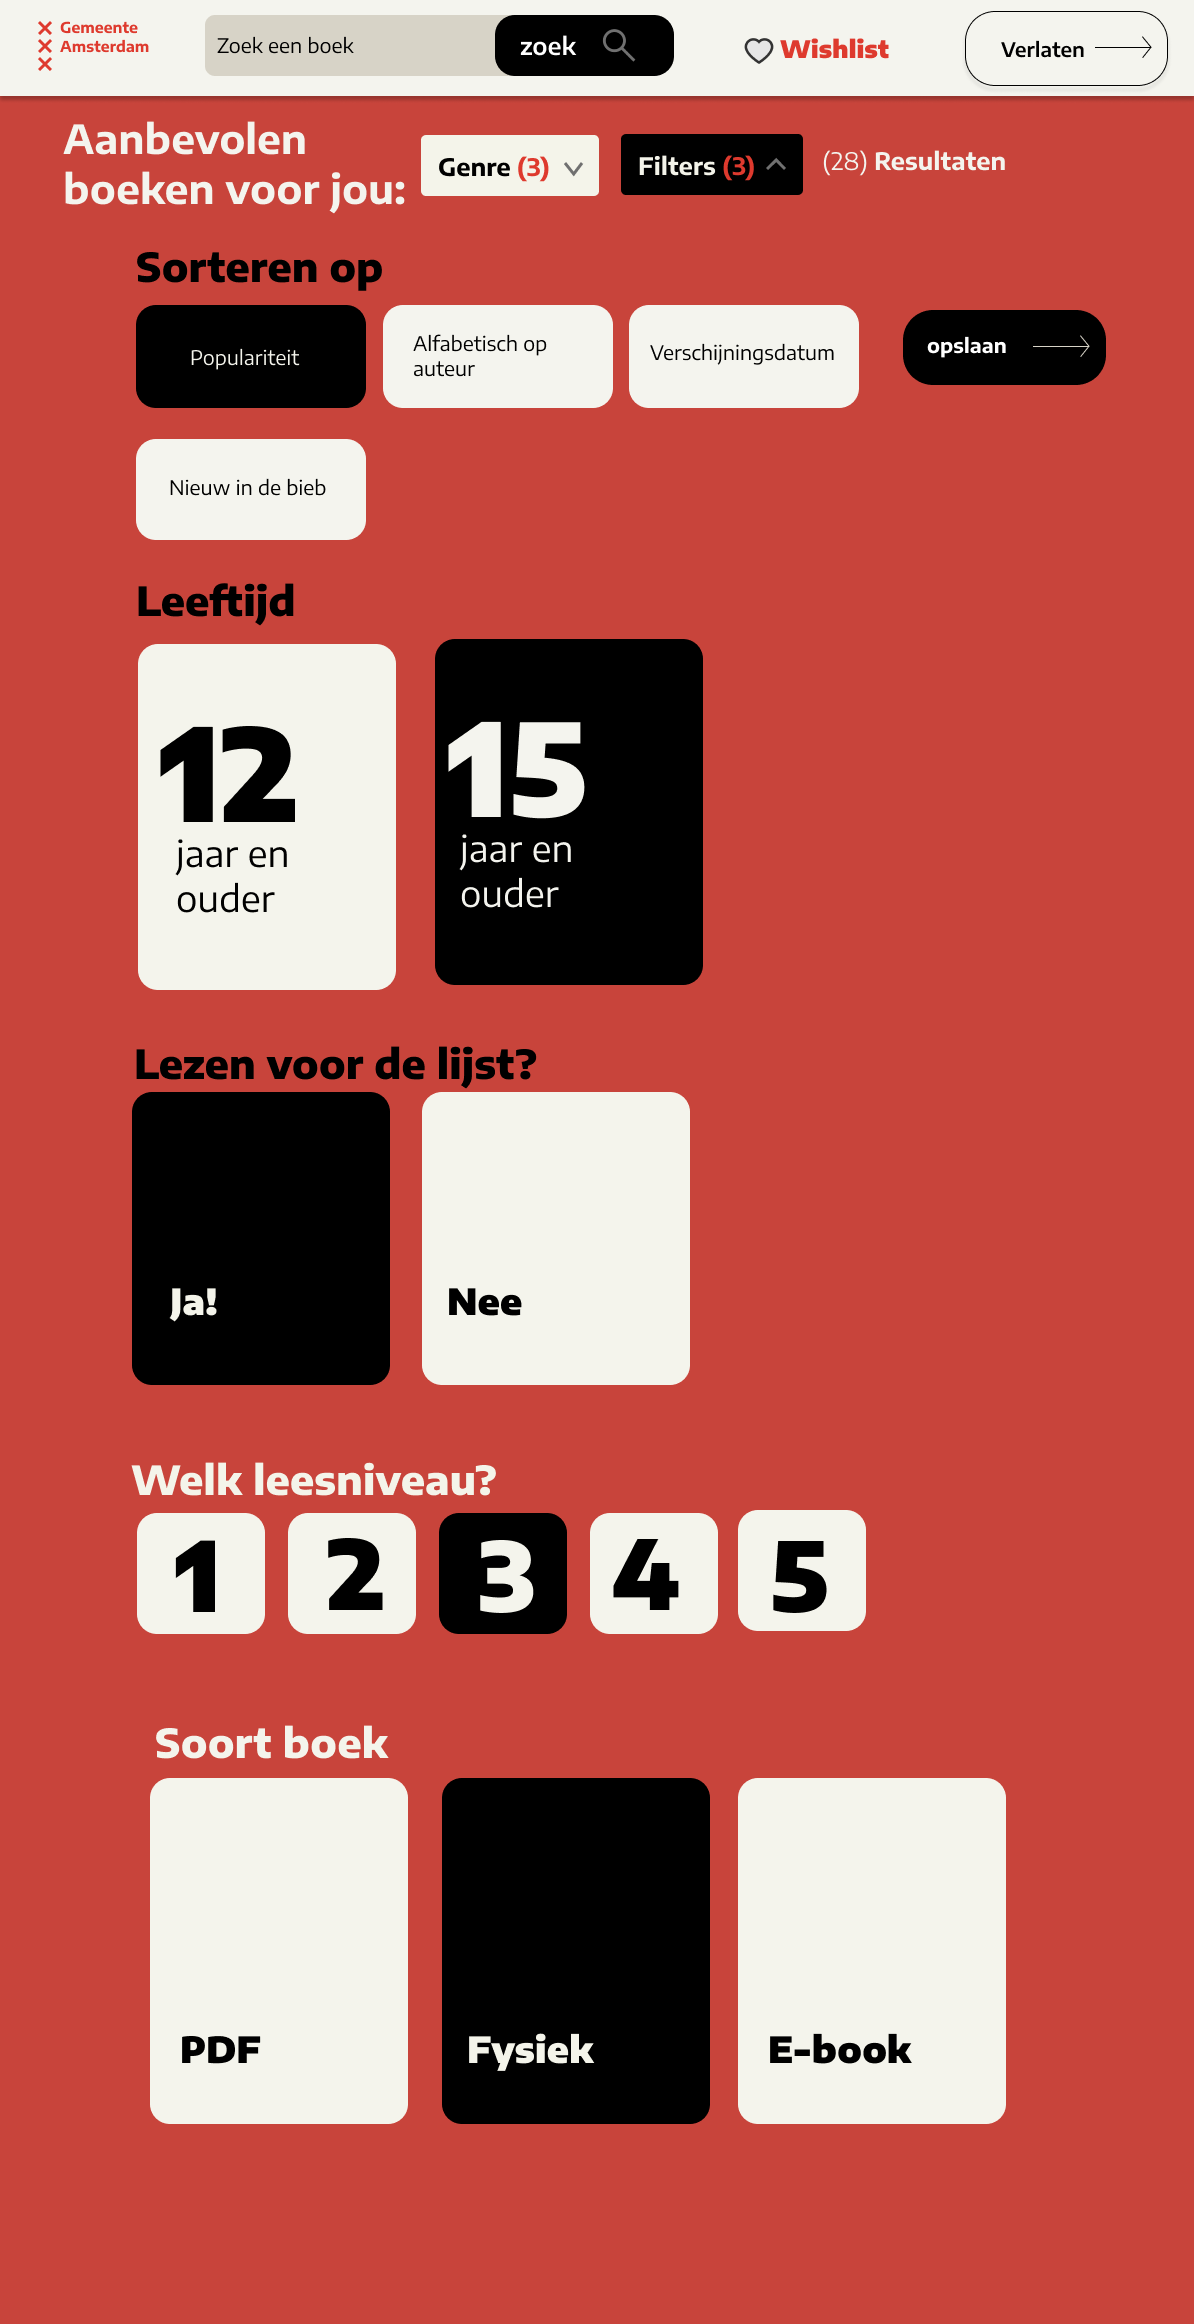 Gemeente
Amsterdam
Zoek een boek
zoek
Wishlist
Verlaten
Aanbevolen
boeken voor jou:
Genre (3)
Filters (3)
(28) Resultaten
Sorteren op
Populariteit
Alfabetisch op
auteur
Verschijningsdatum
opslaan
Nieuw in de bieb
Leeftijd
12
jaar en
ouder
15
jaar en
ouder
Lezen voor de lijst?
Ja!
Nee
Welk leesniveau?
1
2
3
4
5
Soort boek
PDF
Fysiek
E-book